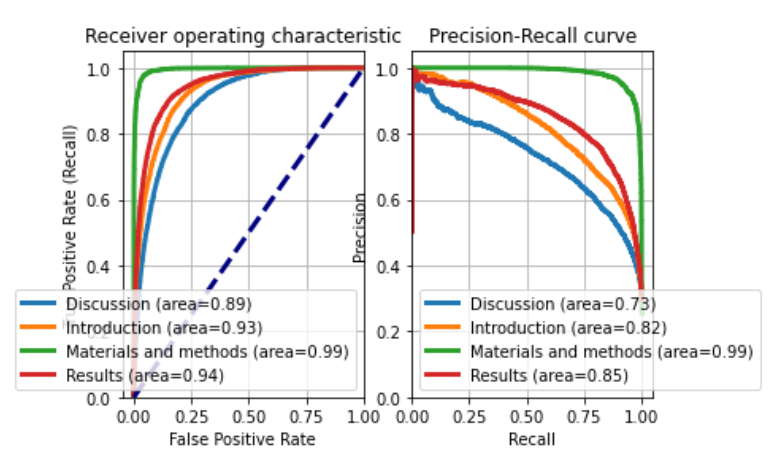 Receiver operating characteristic
Precision-Recall curve
1.0
0.8
0.6
0.4
0.2
0.0
Positive Rate (Recall)
Discussion (area=0.89)
Introduction (area=0.93)
Materials and methods (area=0.99)
Results (area=0.94)
0.00 0.25 0.50 0.75 1.00
False Positive Rate
1.0
0.8
0.6
0.4
0.2
0.0
Precision
Discussion (area=0.73)
Introduction (area=0.82)
Materials and methods (area=0.99)
Results (area=0.85)
0.00 0.25 0.50 0.75 1.00
Recall